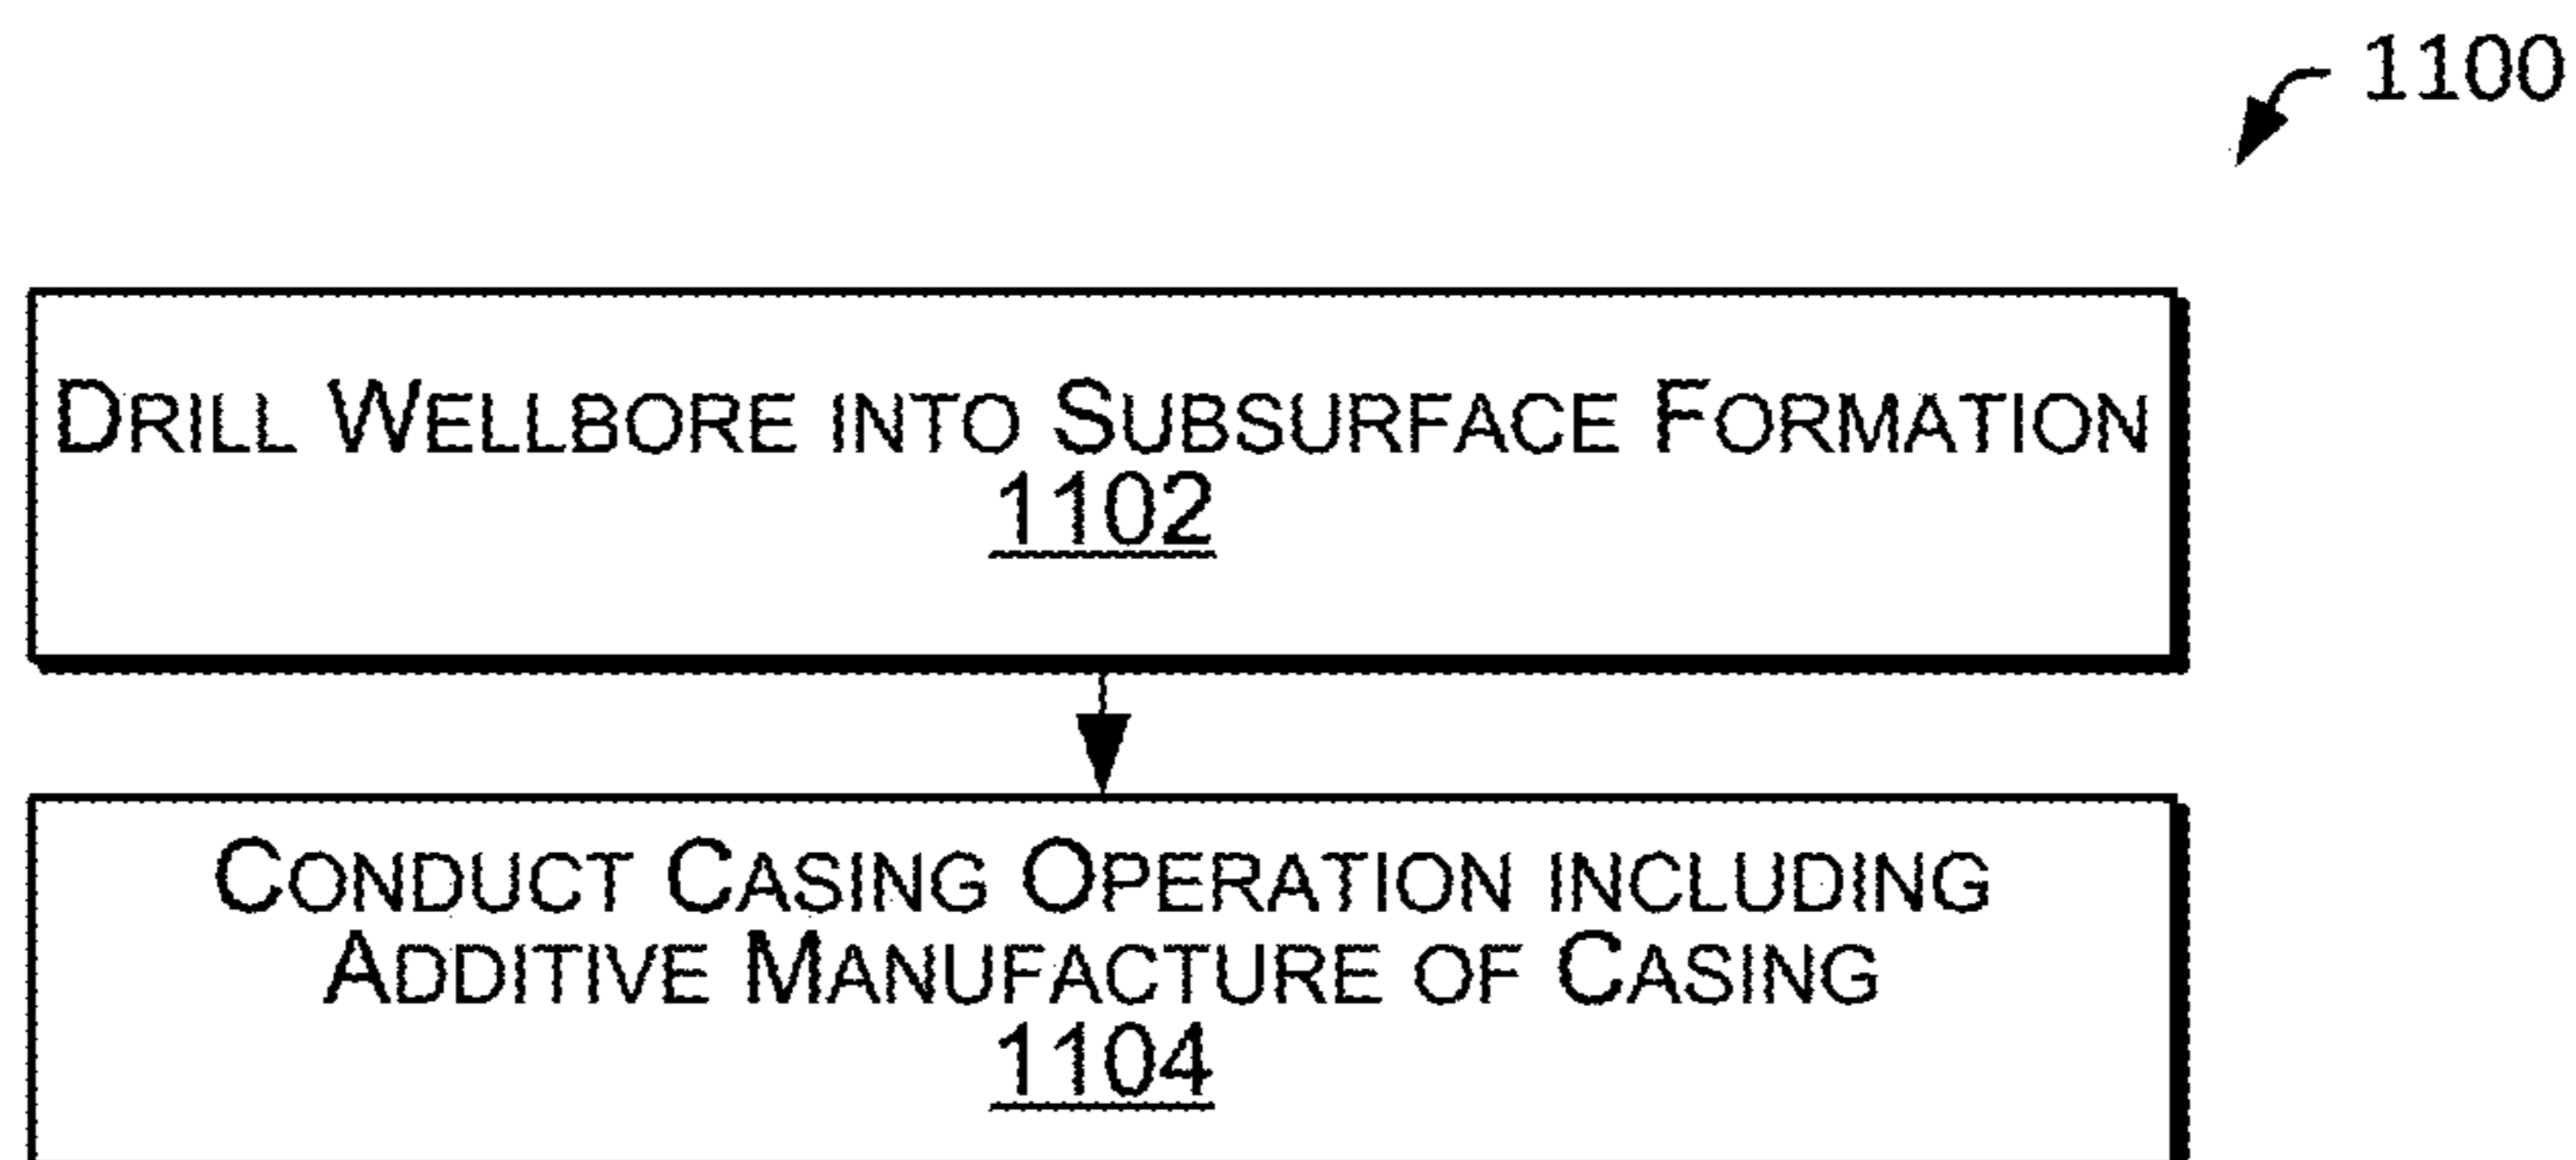 1100
Drill Wellbore into Subsurface Formation
1102
Conduct Casing Operation including
Additive Manufacture of Casing
1104